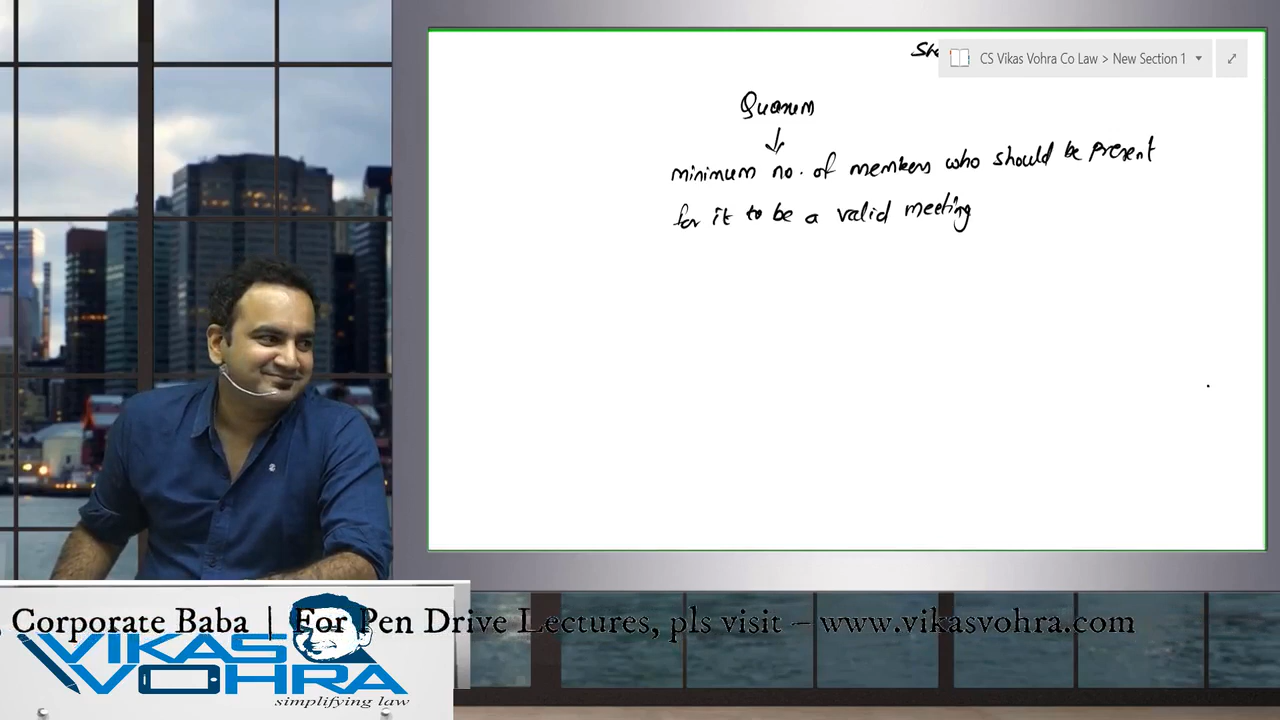 CS Vikas Vohra Co Law > New Section 1
Quorum
minimum no. of members who should be present
for it to be a valid meeting
Corporate Baba | For Pen Drive Lectures, pls visit – www.vikasvohra.com
VIKAS
VOHRA
simplifying law